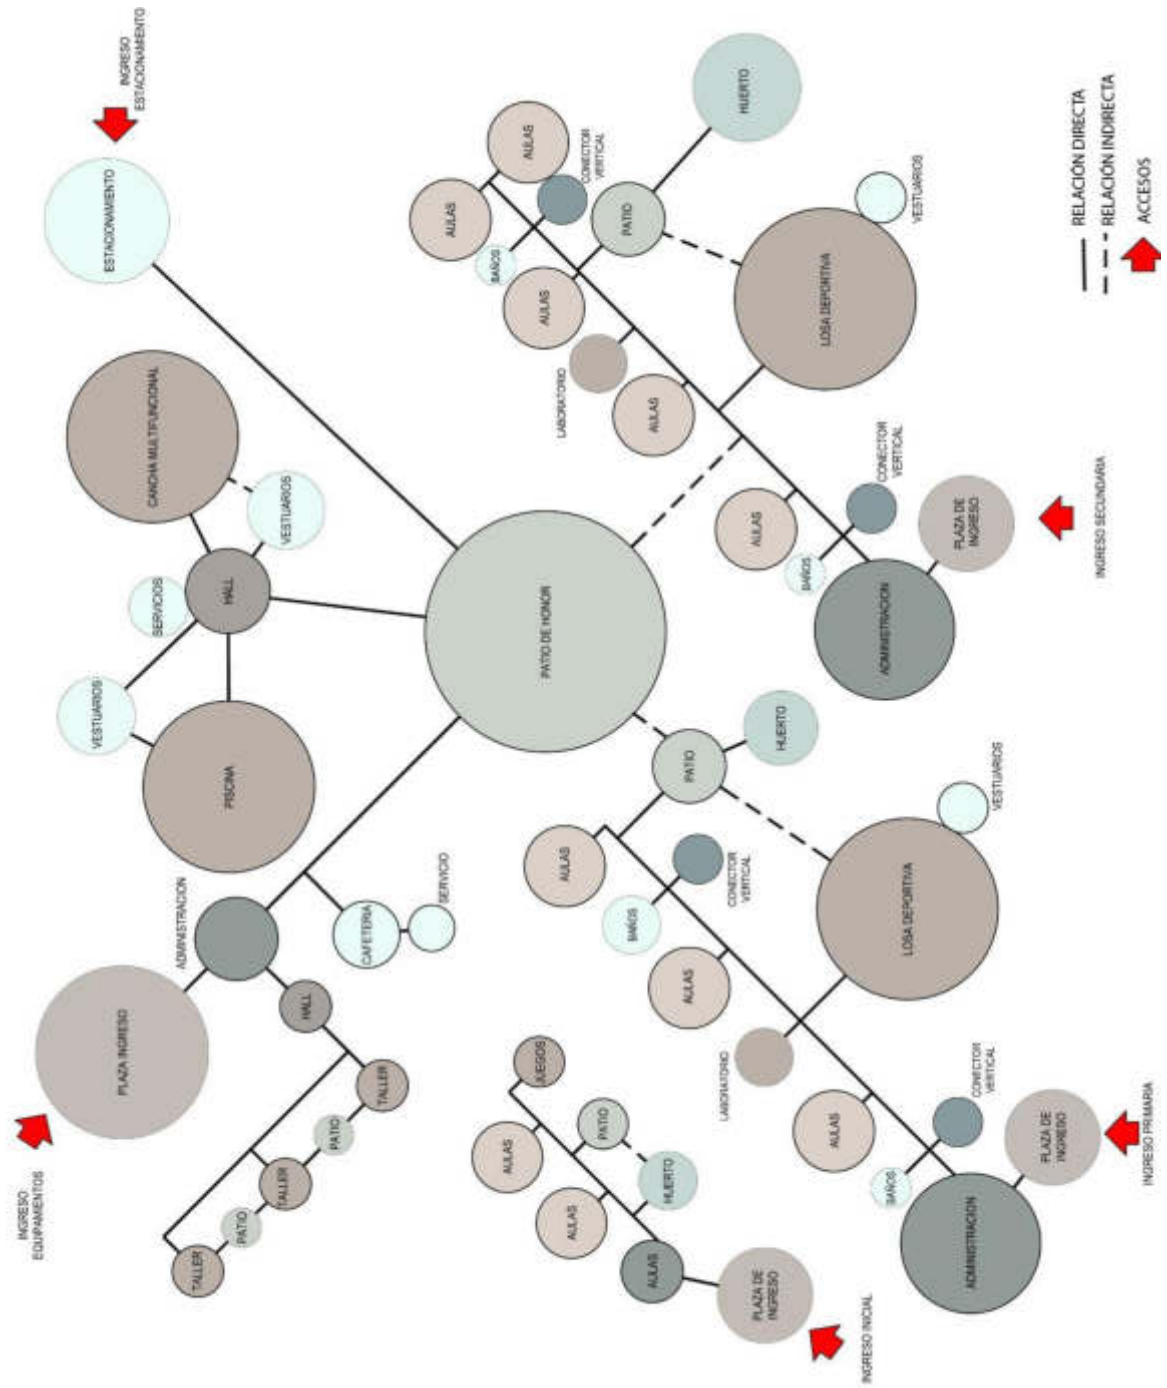 INGRESO
EQUIPAMIENTOS
PLAZA INGRESO
ADMINISTRACION
HALL
TALLER
PATIO
TALLER
PATIO
TALLER
CAFETERIA
SERVICIO
VESTUARIOS
PISCINA
SERVICIOS
HALL
CANCHA MULTIFUNCIONAL
VESTUARIOS
INGRESO
ESTACIONAMIENTO
ESTACIONAMIENTO
PATIO DE HONOR
JUEGOS
AULAS
PATIO
AULAS
HUERTO
AULAS
PLAZA DE
INGRESO
INGRESO INICIAL
AULAS
PATIO
HUERTO
BAÑOS
CONECTOR
VERTICAL
AULAS
LABORATORIO
LOSA DEPORTIVA
VESTUARIOS
AULAS
BAÑOS
CONECTOR
VERTICAL
ADMINISTRACION
PLAZA DE
INGRESO
INGRESO PRIMARIA
AULAS
AULAS
BAÑOS
CONECTOR
VERTICAL
AULAS
PATIO
HUERTO
LABORATORIO
AULAS
LOSA DEPORTIVA
VESTUARIOS
AULAS
BAÑOS
CONECTOR
VERTICAL
ADMINISTRACION
PLAZA DE
INGRESO
INGRESO SECUNDARIA
RELACIÓN DIRECTA
RELACIÓN INDIRECTA
ACCESOS